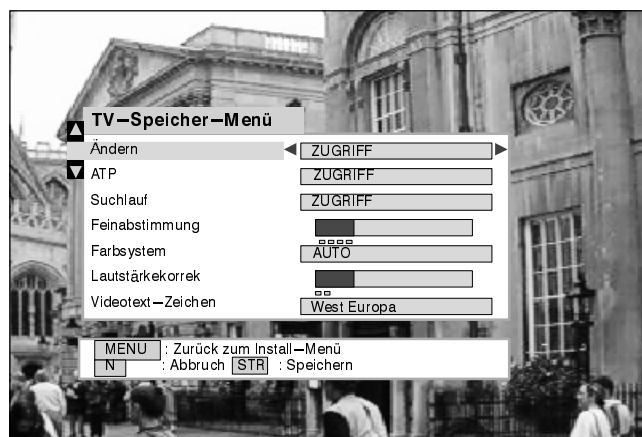 TV–Speicher–Menü
Ändern ZUGRIFF
ATP ZUGRIFF
Suchlauf ZUGRIFF
Feinabstimmung
Farbsystem AUTO
Lautstärkekorrek
Videotext–Zeichen West Europa
MENU : Zurück zum Install–Menü
N : Abbruch STR : Speichern